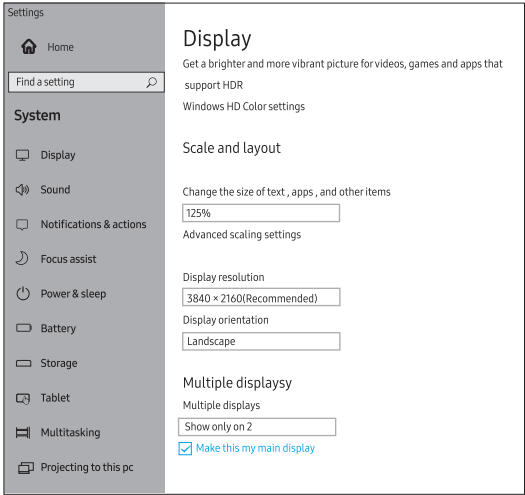 Settings
Home
Find a setting
System
Display
Sound
Notifications & actions
Focus assist
Power & sleep
Battery
Storage
Tablet
Multitasking
Projecting to this pc
Display
Get a brighter and more vibrant picture for videos, games and apps that
support HDR
Windows HD Color settings
Scale and layout
Change the size of text , apps , and other items
125%
Advanced scaling settings
Display resolution
3840 × 2160(Recommended)
Display orientation
Landscape
Multiple displaysy
Multiple displays
Show only on 2
Make this my main display